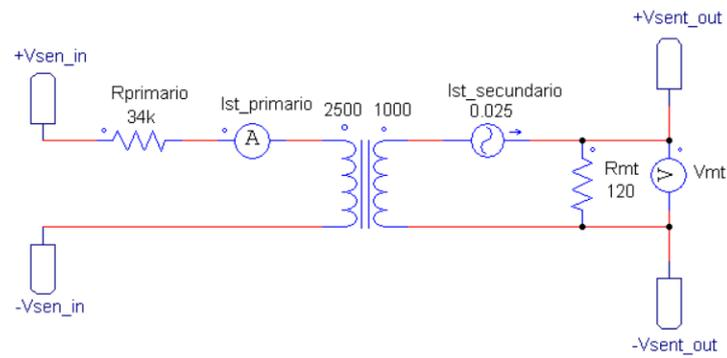 +Vsent_out
+Vsen_in
Rprimario
34k
Ist_primario
A
2500
1000
Ist_secundario
0.025
Rmt
120
V
Vmt
-Vsen_in
-Vsent_out